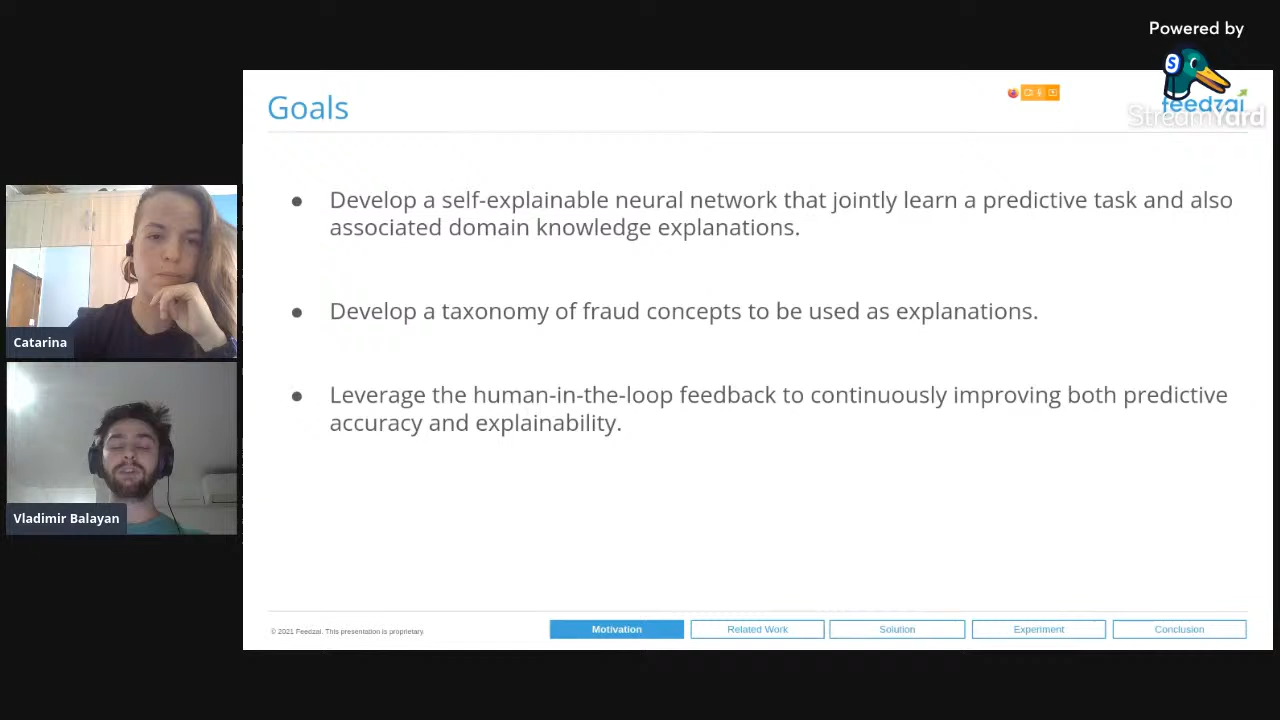 Powered by
S
feedzai
StreamYard
Goals
● Develop a self-explainable neural network that jointly learn a predictive task and also
associated domain knowledge explanations.
● Develop a taxonomy of fraud concepts to be used as explanations.
● Leverage the human-in-the-loop feedback to continuously improving both predictive
accuracy and explainability.
Catarina
Vladimir Balayan
© 2021 Feedzai. This presentation is proprietary.
Motivation
Related Work
Solution
Experiment
Conclusion